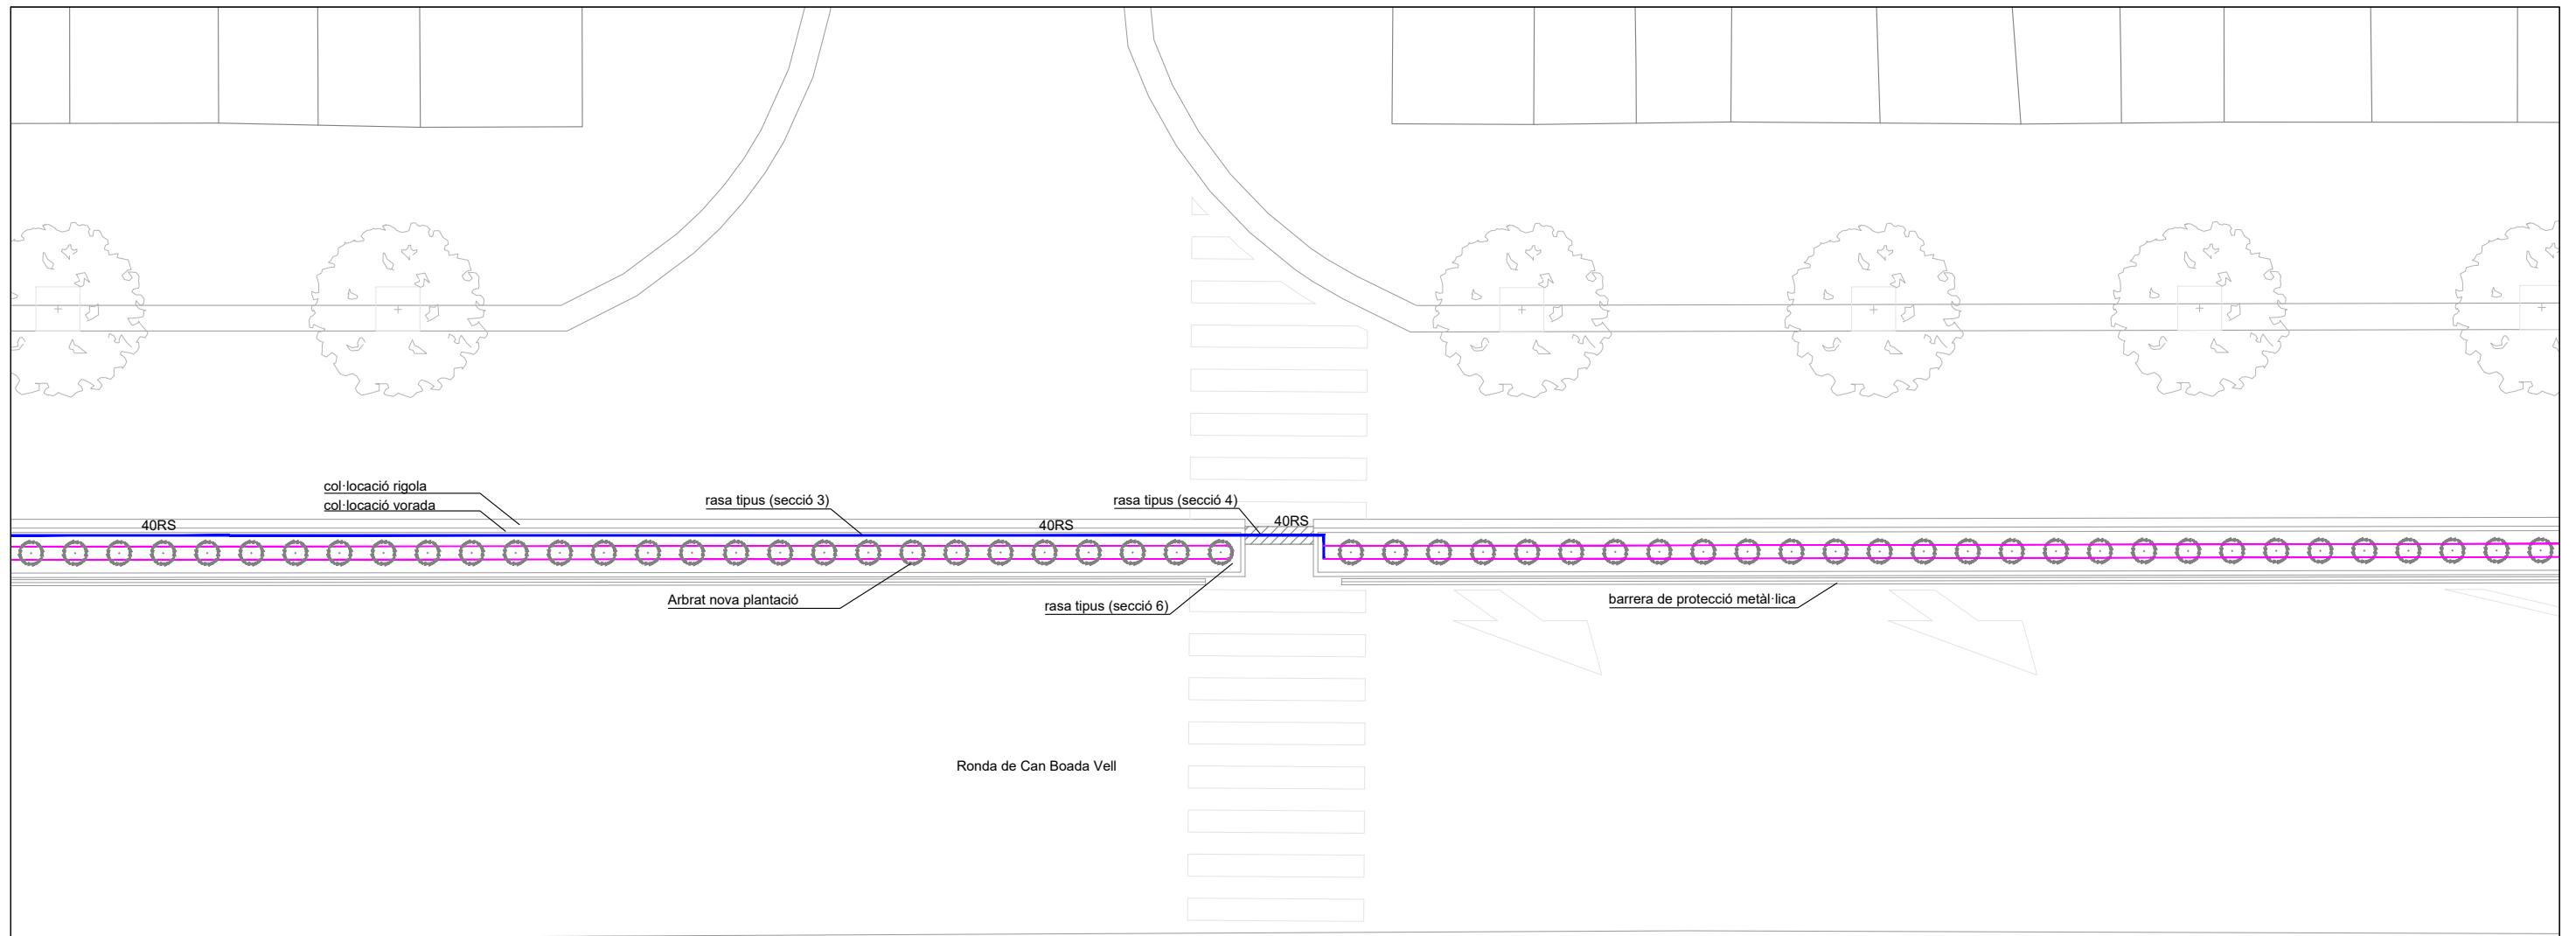 col·locació rigola
col·locació vorada
rasa tipus (secció 3)
rasa tipus (secció 4)
40RS
40RS
40RS
Arbrat nova plantació
rasa tipus (secció 6)
barrera de protecció metàl·lica
Ronda de Can Boada Vell